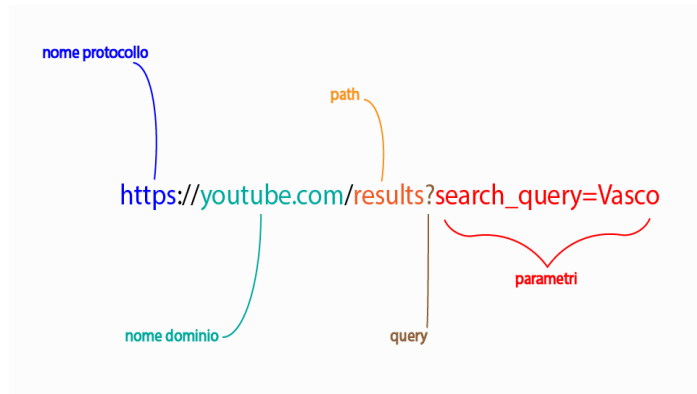 nome protocollo
path
https://youtube.com/results?search_query=Vasco
parametri
nome dominio
query